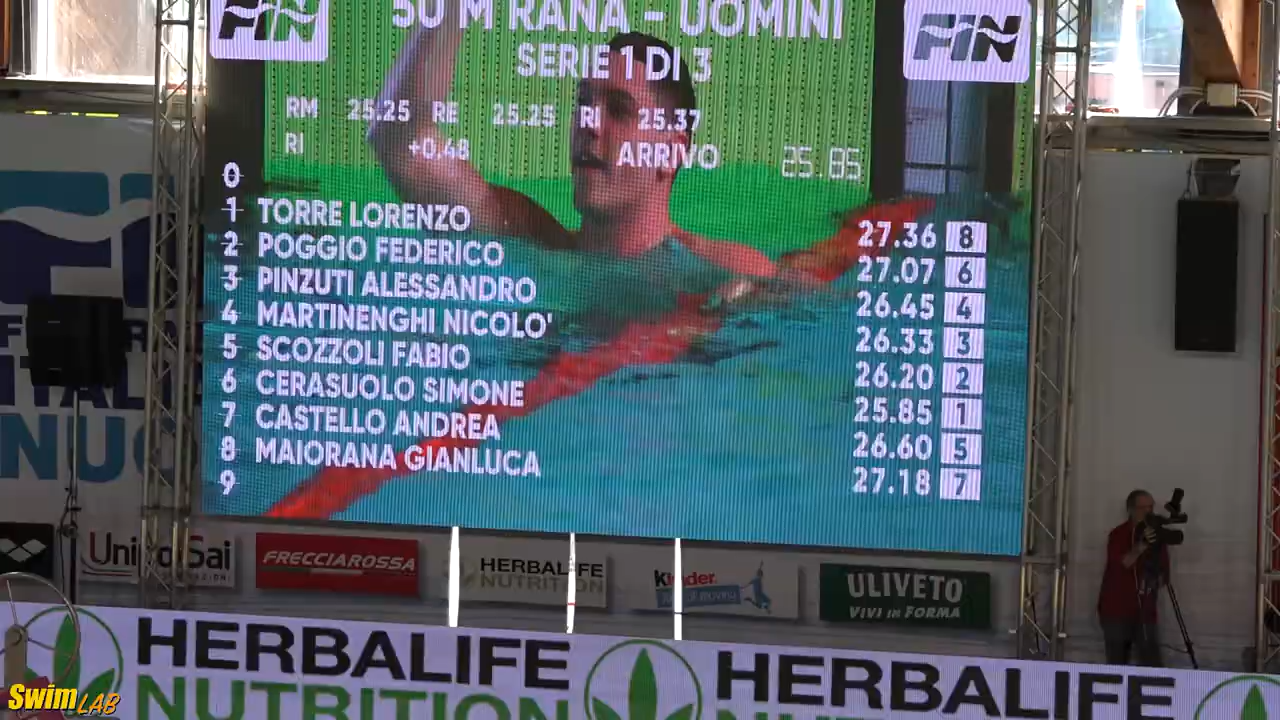 FIN
50 M RANA - UOMINI
FIN
SERIE 1 DI 3
RM 25.25 RE 25.25 RI 25.37
RI +0.48 ARRIVO 25.85
0
1 TORRE LORENZO 27.36 8
2 POGGIO FEDERICO 27.07 6
3 PINZUTI ALESSANDRO 26.45 4
4 MARTINENGHI NICOLO' 26.33 3
5 SCOZZOLI FABIO 26.20 2
6 CERASUOLO SIMONE 25.85 1
7 CASTELLO ANDREA 26.60 5
8 MAIORANA GIANLUCA 27.18 7
9
NUO
UnipolSai
FRECCIAROSSA
HERBALIFE
NUTRITION
Kinder
ULIVETO
VIVI in FORMA
HERBALIFE
NUTRITION
HERBALIFE
Swim LAB